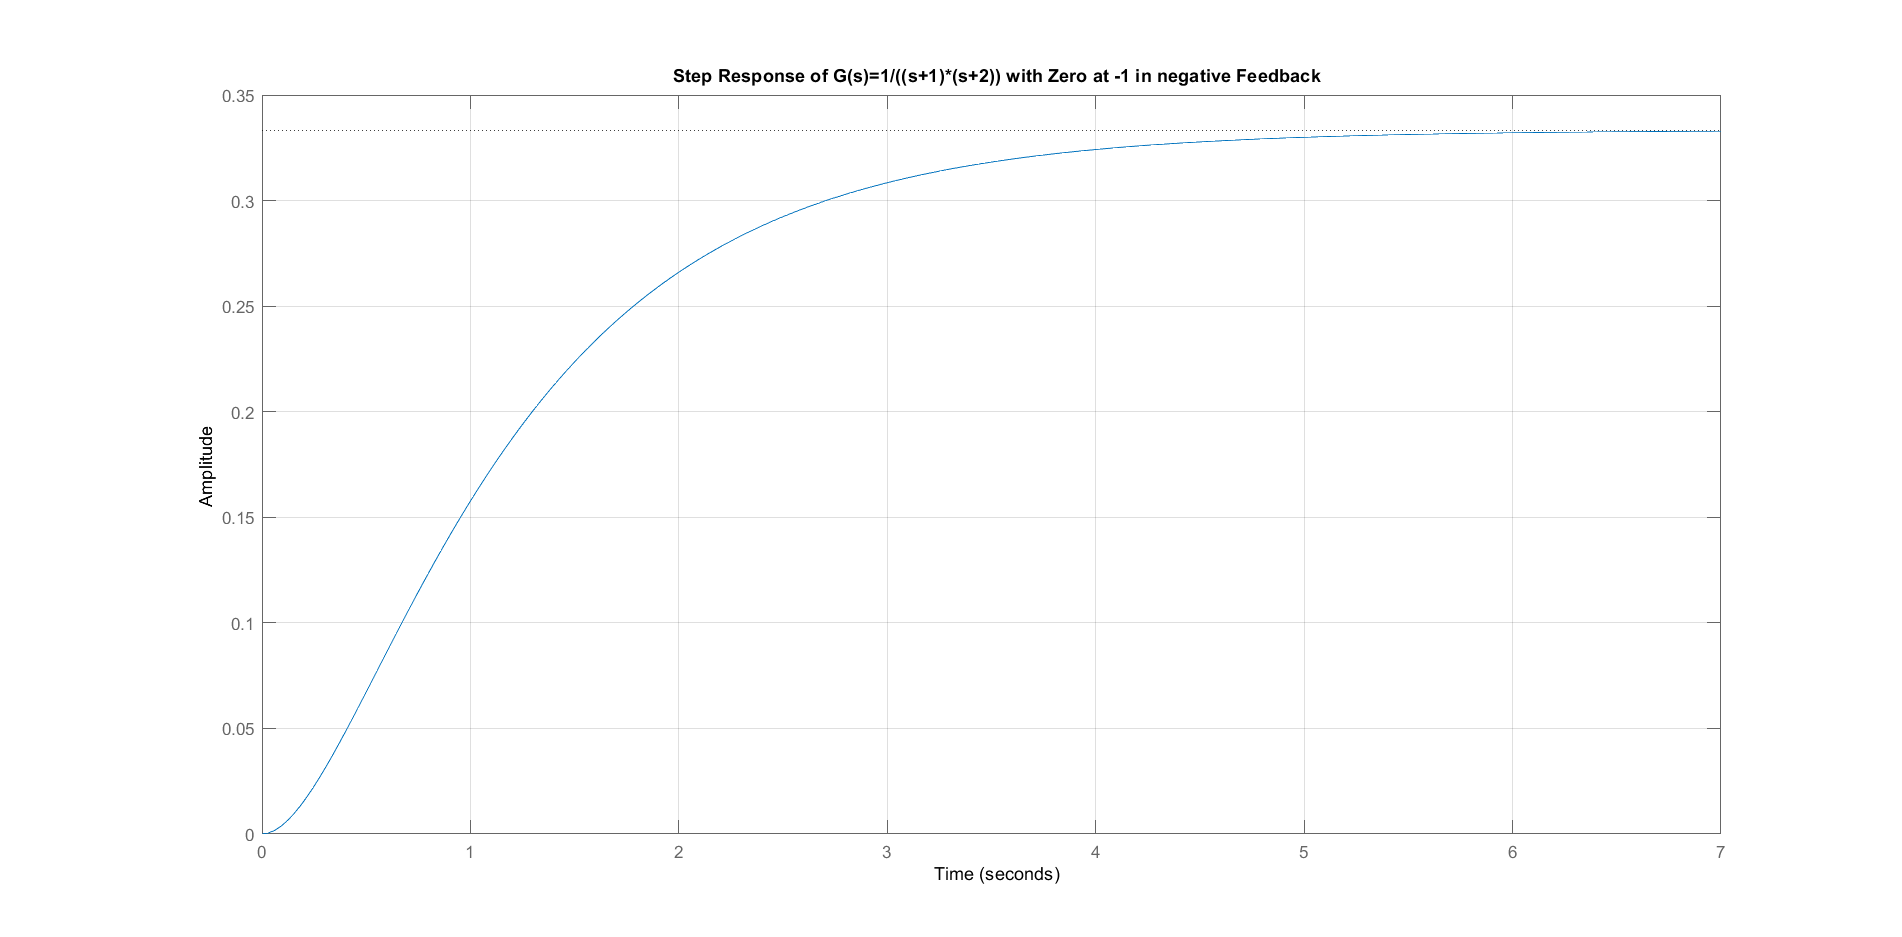 Step Response of G(s)=1/((s+1)*(s+2)) with Zero at -1 in negative Feedback
0.35
0.3
0.25
0.2
0.15
0.1
0.05
0
Amplitude
0 1 2 3 4 5 6 7
Time (seconds)